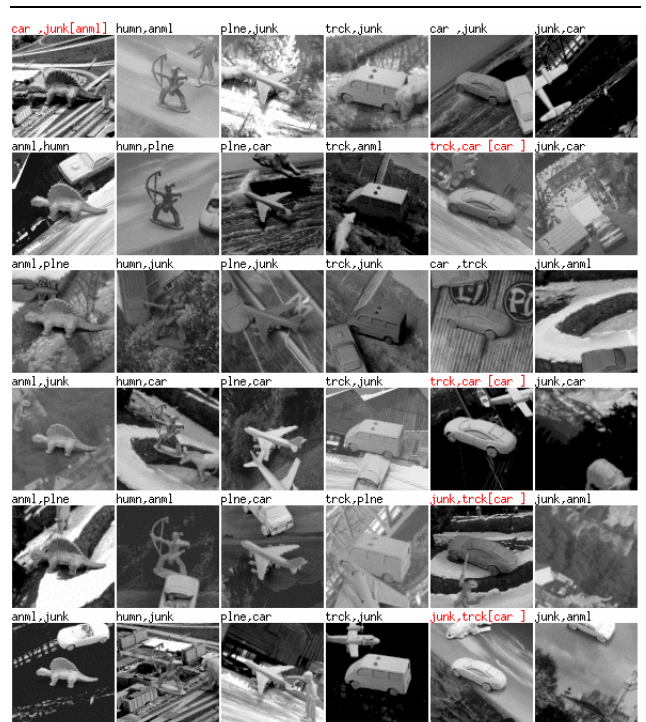 car ,junk[anml] humn,anml plne,junk trck,junk car ,junk junk,car
anml,humn humn,plne plne,car trck,anml trck,car [car ] junk,car
anml,plne humn,junk plne,junk trck,junk car ,trck junk,anml
anml,junk humn,car plne,car trck,junk trck,car [car ] junk,car
anml,plne humn,anml plne,car trck,plne junk,trck[car ] junk,anml
anml,junk humn,junk plne,car trck,junk junk,trck[car ] junk,anml